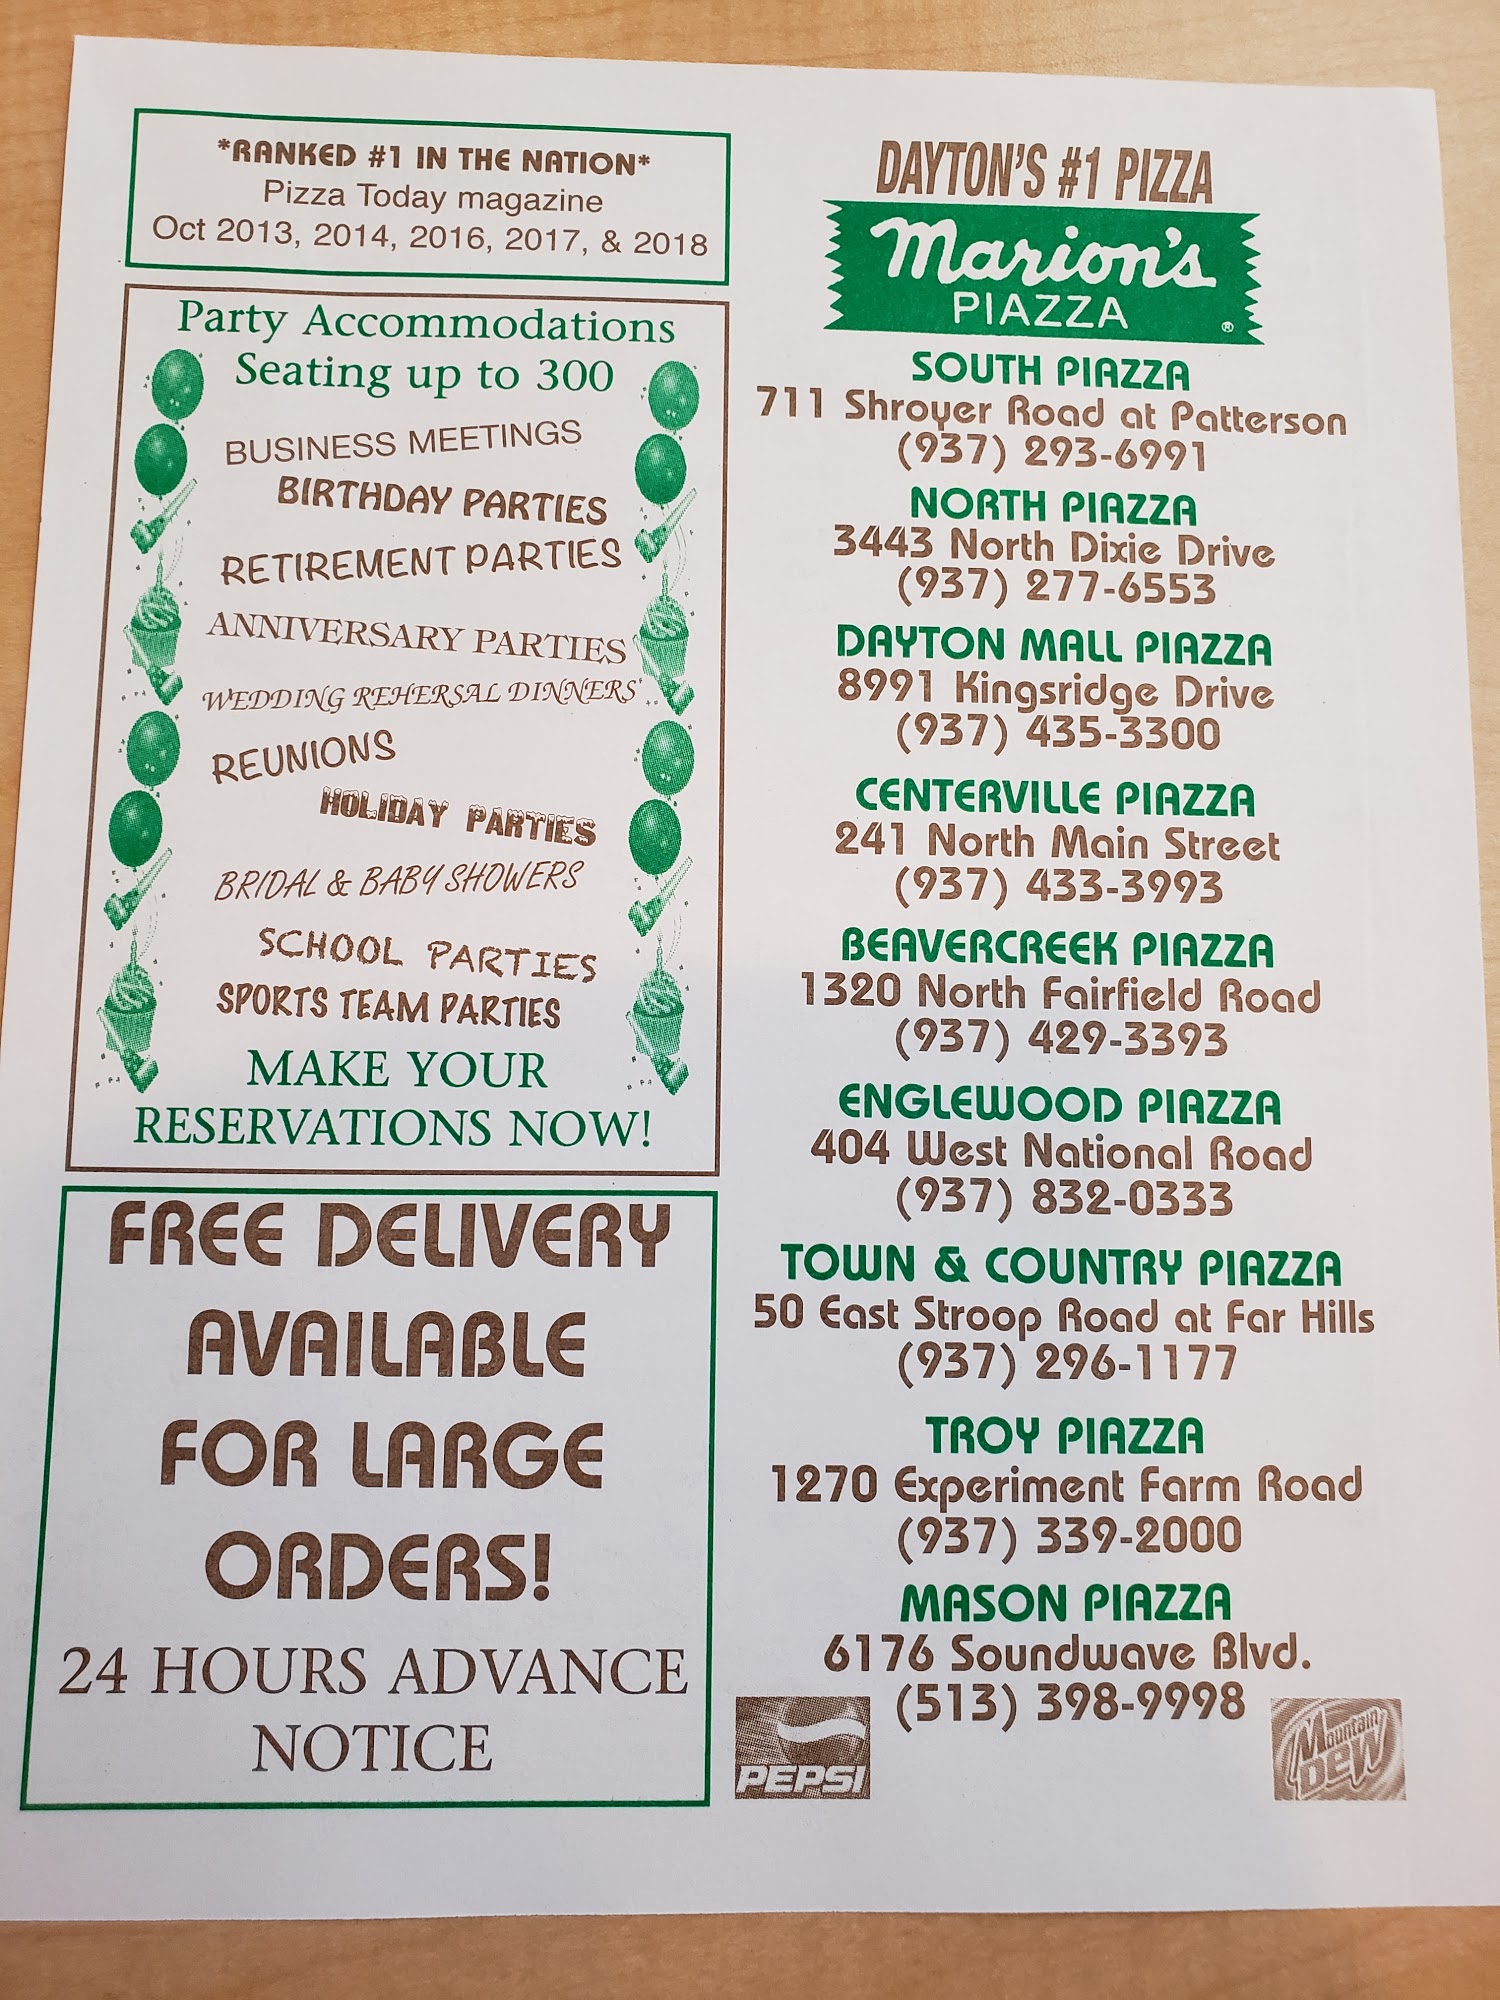 *RANKED #1 IN THE NATION*
Pizza Today magazine
Oct 2013, 2014, 2016, 2017, & 2018
Party Accommodations
Seating up to 300
BUSINESS MEETINGS
BIRTHDAY PARTIES
RETIREMENT PARTIES
ANNIVERSARY PARTIES
WEDDING REHERSAL DINNERS
REUNIONS
HOLIDAY PARTIES
BRIDAL & BABY SHOWERS
SCHOOL PARTIES
SPORTS TEAM PARTIES
MAKE YOUR
RESERVATIONS NOW!
FREE DELIVERY
AVAILABLE
FOR LARGE
ORDERS!
24 HOURS ADVANCE
NOTICE
DAYTON'S #1 PIZZA
Marion's
PIAZZA ®
SOUTH PIAZZA
711 Shroyer Road at Patterson
(937) 293-6991
NORTH PIAZZA
3443 North Dixie Drive
(937) 277-6553
DAYTON MALL PIAZZA
8991 Kingsridge Drive
(937) 435-3300
CENTERVILLE PIAZZA
241 North Main Street
(937) 433-3993
BEAVERCREEK PIAZZA
1320 North Fairfield Road
(937) 429-3393
ENGLEWOOD PIAZZA
404 West National Road
(937) 832-0333
TOWN & COUNTRY PIAZZA
50 East Stroop Road at Far Hills
(937) 296-1177
TROY PIAZZA
1270 Experiment Farm Road
(937) 339-2000
MASON PIAZZA
6176 Soundwave Blvd.
(513) 398-9998
PEPSI
Mountain
DEW